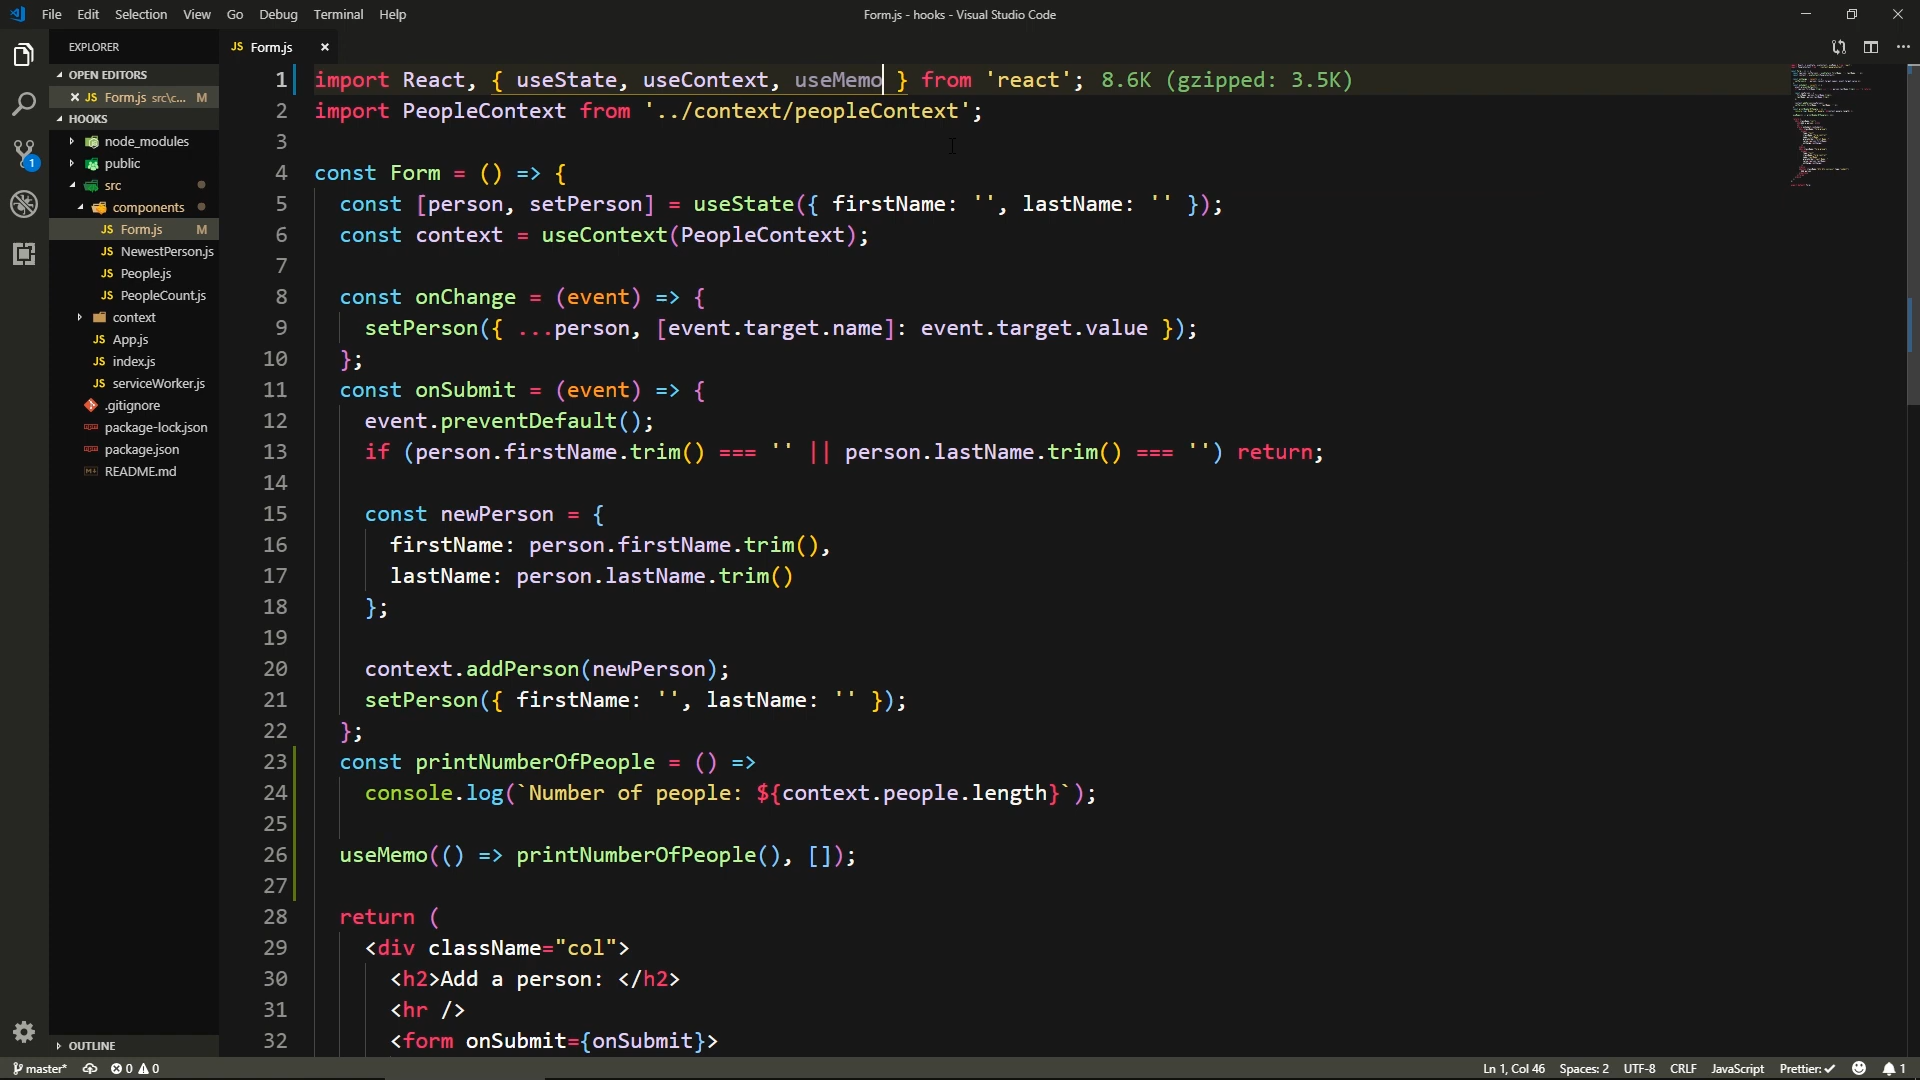 File Edit Selection View Go Debug Terminal Help
Form.js - hooks - Visual Studio Code
EXPLORER
JS Form.js ×
OPEN EDITORS
× JS Form.js src\c... M
HOOKS
node_modules
public
src
components
JS Form.js M
JS NewestPerson.js
JS People.js
JS PeopleCount.js
context
JS App.js
JS index.js
JS serviceWorker.js
.gitignore
package-lock.json
package.json
README.md
OUTLINE
1 import React, { useState, useContext, useMemo } from 'react'; 8.6K (gzipped: 3.5K)
2 import PeopleContext from '../context/peopleContext';
3
4 const Form = () => {
5 const [person, setPerson] = useState({ firstName: '', lastName: '' });
6 const context = useContext(PeopleContext);
7
8 const onChange = (event) => {
9 setPerson({ ...person, [event.target.name]: event.target.value });
10 };
11 const onSubmit = (event) => {
12 event.preventDefault();
13 if (person.firstName.trim() === '' || person.lastName.trim() === '') return;
14
15 const newPerson = {
16 firstName: person.firstName.trim(),
17 lastName: person.lastName.trim()
18 };
19
20 context.addPerson(newPerson);
21 setPerson({ firstName: '', lastName: '' });
22 };
23 const printNumberOfPeople = () =>
24 console.log(`Number of people: ${context.people.length}`);
25
26 useMemo(() => printNumberOfPeople(), []);
27
28 return (
29 <div className="col">
30 <h2>Add a person: </h2>
31 <hr />
32 <form onSubmit={onSubmit}>
1
master* 0 0
Ln 1, Col 46 Spaces: 2 UTF-8 CRLF JavaScript Prettier: ✓ 1